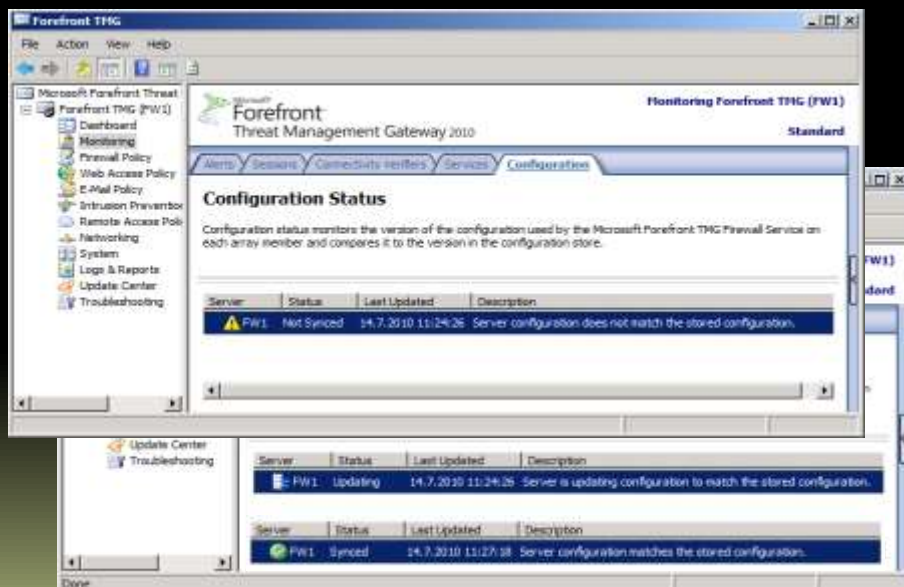 Forefront TMG
File Action View Help
Microsoft Forefront Threat
Forefront TMG (FW1)
Dashboard
Monitoring
Firewall Policy
Web Access Policy
E-Mail Policy
Intrusion Prevention
Remote Access Poli
Networking
System
Logs & Reports
Update Center
Troubleshooting
Microsoft
Forefront
Threat Management Gateway 2010
Monitoring Forefront TMG (FW1)
Standard
Alerts Sessions Connectivity Verifiers Services Configuration
Configuration Status
Configuration status monitors the version of the configuration used by the Microsoft Forefront TMG Firewall Service on
each array member and compares it to the version in the configuration store.
Server Status Last Updated Description
FW1 Not Synced 14.7.2010 11:24:26 Server configuration does not match the stored configuration.
FW1)
dard
Update Center
Troubleshooting
Server Status Last Updated Description
FW1 Updating 14.7.2010 11:24:26 Server is updating configuration to match the stored configuration.
Server Status Last Updated Description
FW1 Synced 14.7.2010 11:27:18 Server configuration matches the stored configuration.
Done